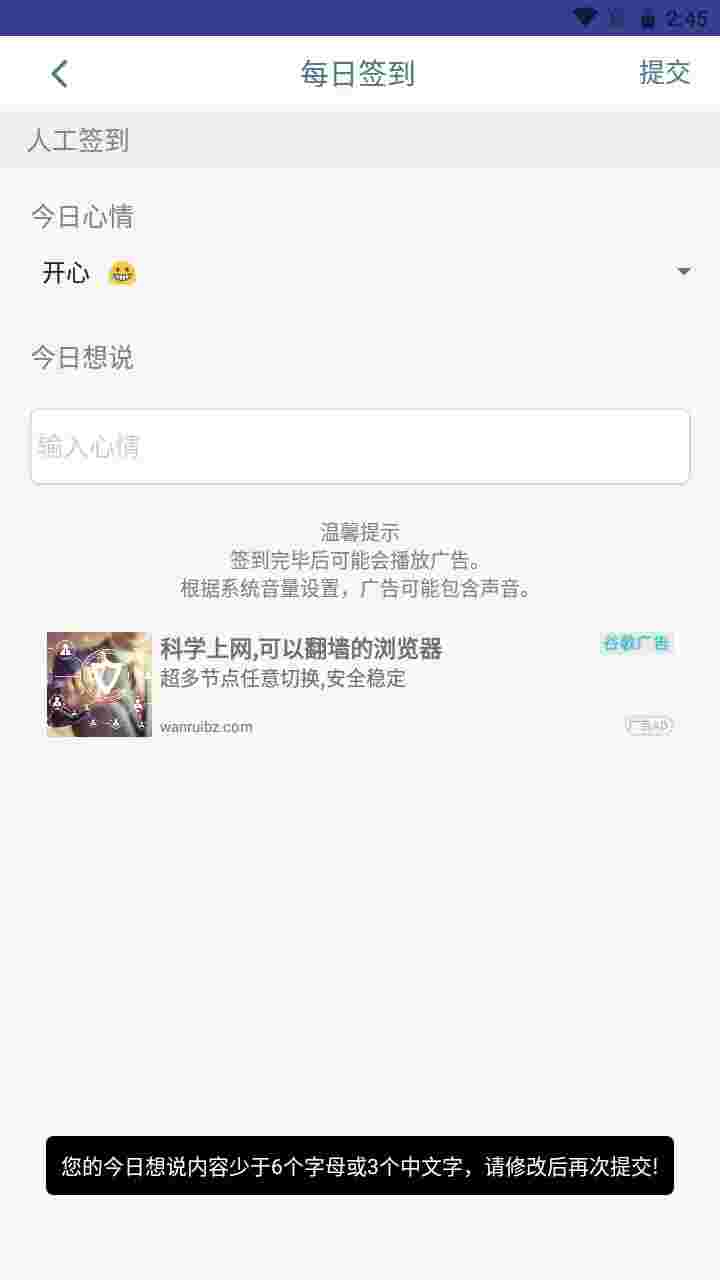 2:45
每日签到
提交
人工签到
今日心情
开心 😁
今日想说
输入心情
温馨提示
签到完毕后可能会播放广告。
根据系统音量设置，广告可能包含声音。
科学上网,可以翻墙的浏览器
谷歌广告
超多节点任意切换,安全稳定
wanruibz.com
广告AD
您的今日想说内容少于6个字母或3个中文字，请修改后再次提交!